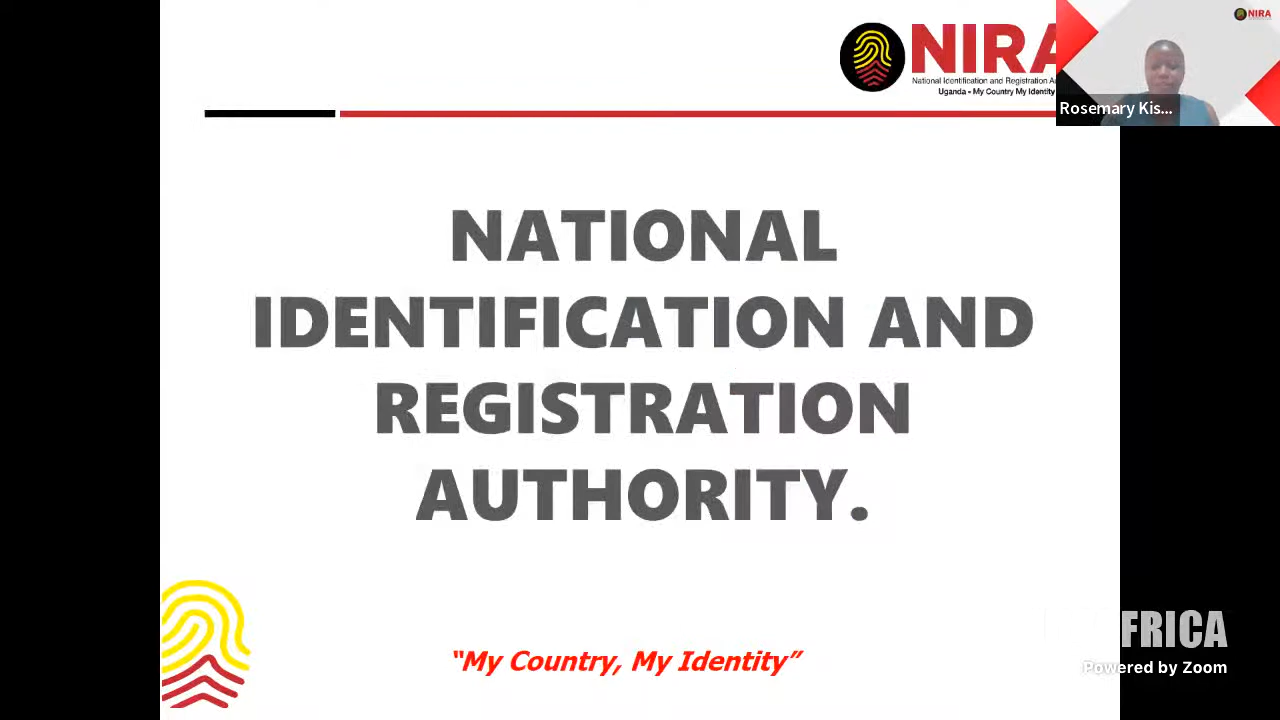 NIRA
National Identification and Registration
Uganda - My Country My Identity
NIRA
Rosemary Kis...
NATIONAL
IDENTIFICATION AND
REGISTRATION
AUTHORITY.
“My Country, My Identity”
FRICA
Powered by Zoom